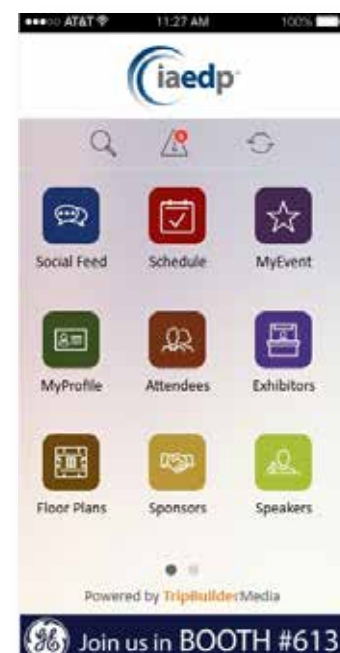 AT&T 11:27 AM 100%
iaedp
Social Feed Schedule MyEvent
MyProfile Attendees Exhibitors
Floor Plans Sponsors Speakers
Powered by TripBuilderMedia
GE Join us in BOOTH #613